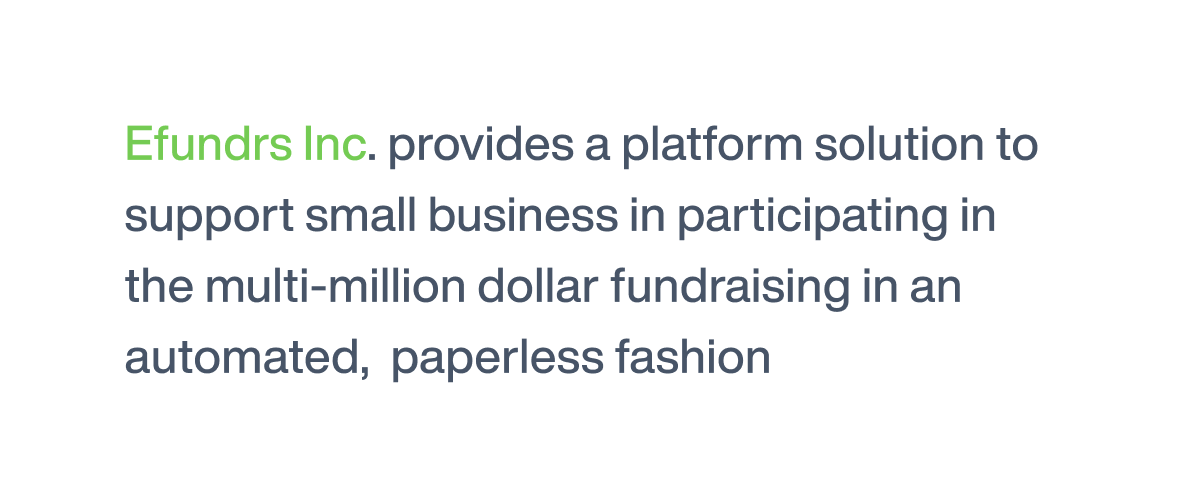 Efundrs Inc. provides a platform solution to
support small business in participating in
the multi-million dollar fundraising in an
automated,  paperless fashion